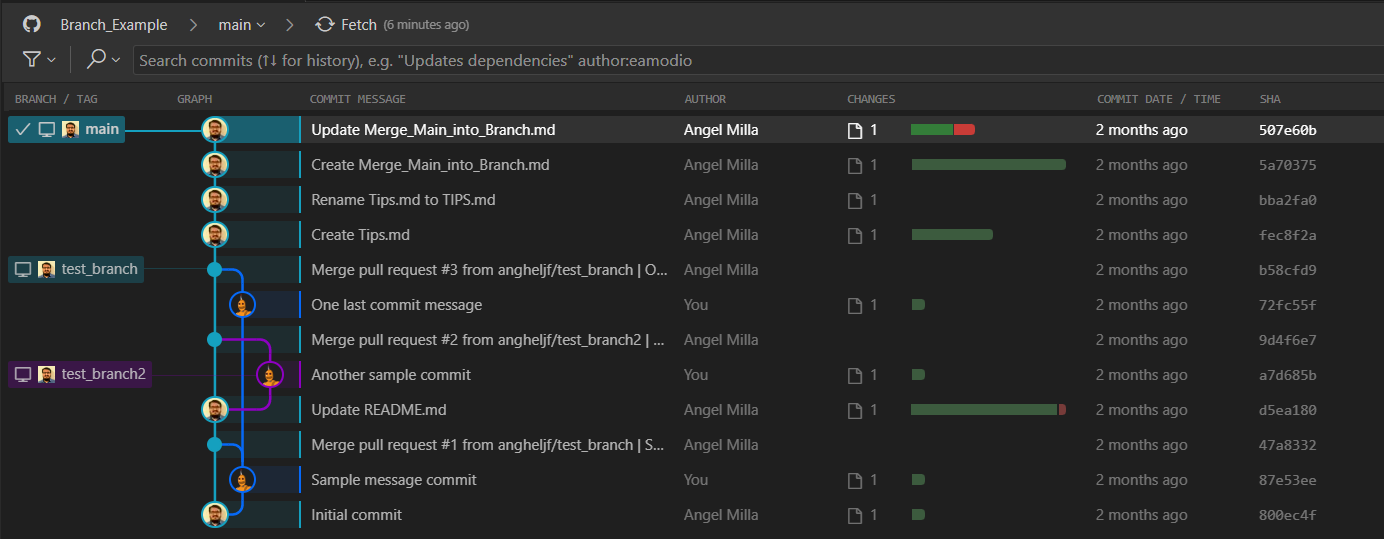 Branch_Example main Fetch (6 minutes ago)
Search commits (↑↓ for history), e.g. "Updates dependencies" author:eamodio
BRANCH / TAG GRAPH COMMIT MESSAGE AUTHOR CHANGES COMMIT DATE / TIME SHA
main Update Merge_Main_into_Branch.md Angel Milla 1 2 months ago 507e60b
Create Merge_Main_into_Branch.md Angel Milla 1 2 months ago 5a70375
Rename Tips.md to TIPS.md Angel Milla 1 2 months ago bba2fa0
Create Tips.md Angel Milla 1 2 months ago fec8f2a
test_branch Merge pull request #3 from angheljf/test_branch | O... Angel Milla 2 months ago b58cfd9
One last commit message You 1 2 months ago 72fc55f
Merge pull request #2 from angheljf/test_branch2 | ... Angel Milla 2 months ago 9d4f6e7
test_branch2 Another sample commit You 1 2 months ago a7d685b
Update README.md Angel Milla 1 2 months ago d5ea180
Merge pull request #1 from angheljf/test_branch | S... Angel Milla 2 months ago 47a8332
Sample message commit You 1 2 months ago 87e53ee
Initial commit Angel Milla 1 2 months ago 800ec4f